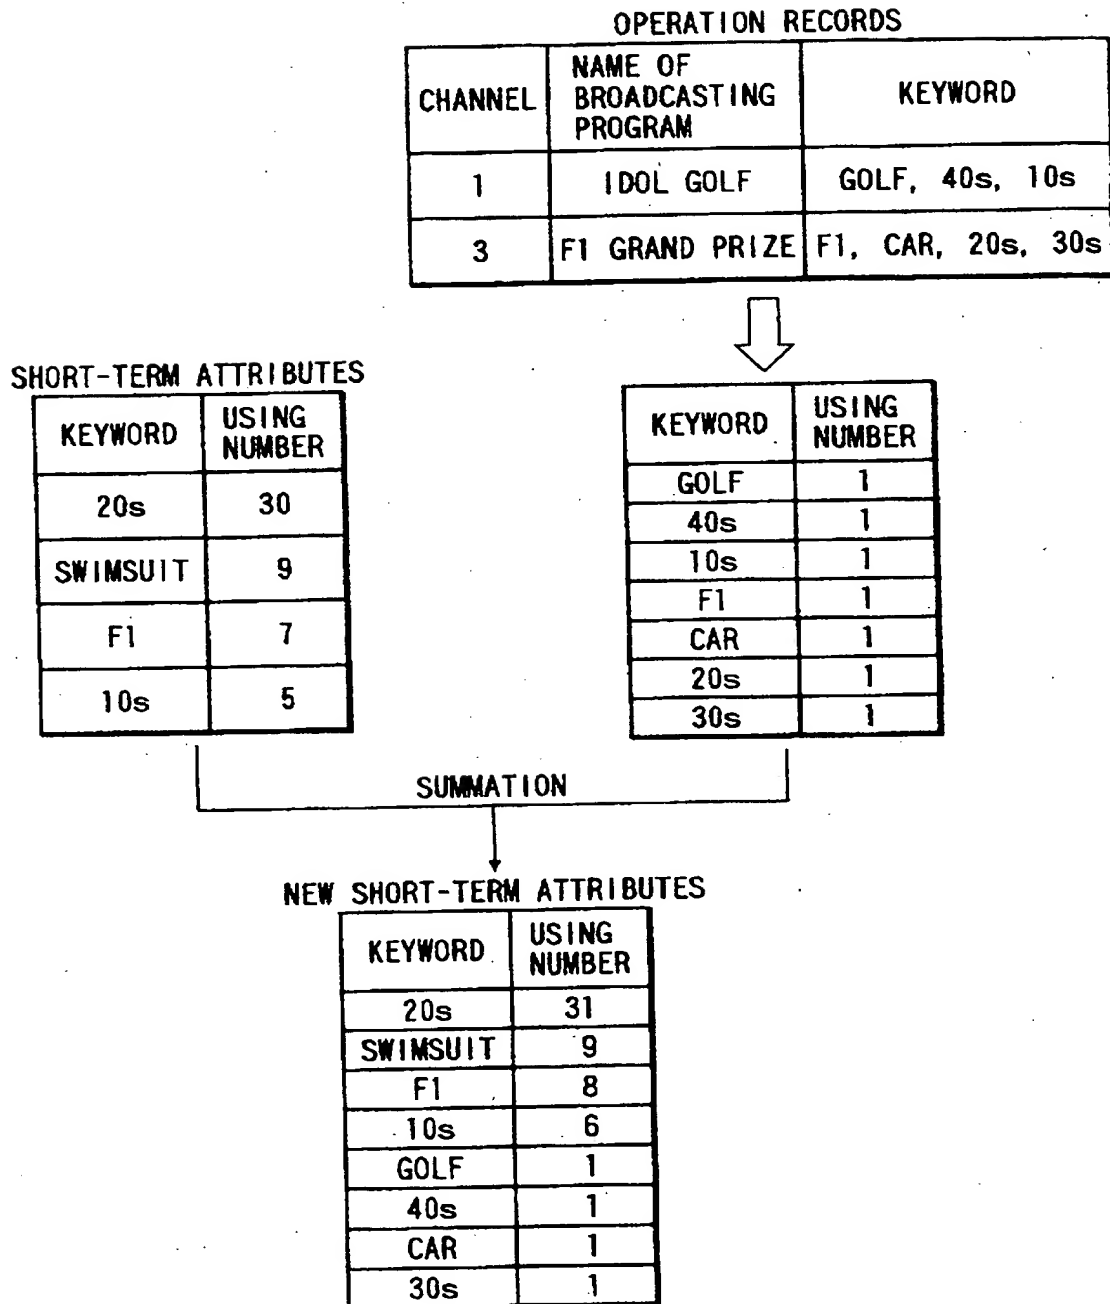 OPERATION RECORDS
CHANNEL
NAME OF
BROADCASTING
PROGRAM
KEYWORD
1 IDOL GOLF GOLF, 40s, 10s
3 F1 GRAND PRIZE F1, CAR, 20s, 30s
SHORT-TERM ATTRIBUTES
KEYWORD
USING
NUMBER
20s 30
SWIMSUIT 9
F1 7
10s 5
KEYWORD
USING
NUMBER
GOLF 1
40s 1
10s 1
F1 1
CAR 1
20s 1
30s 1
SUMMATION
NEW SHORT-TERM ATTRIBUTES
KEYWORD
USING
NUMBER
20s 31
SWIMSUIT 9
F1 8
10s 6
GOLF 1
40s 1
CAR 1
30s 1